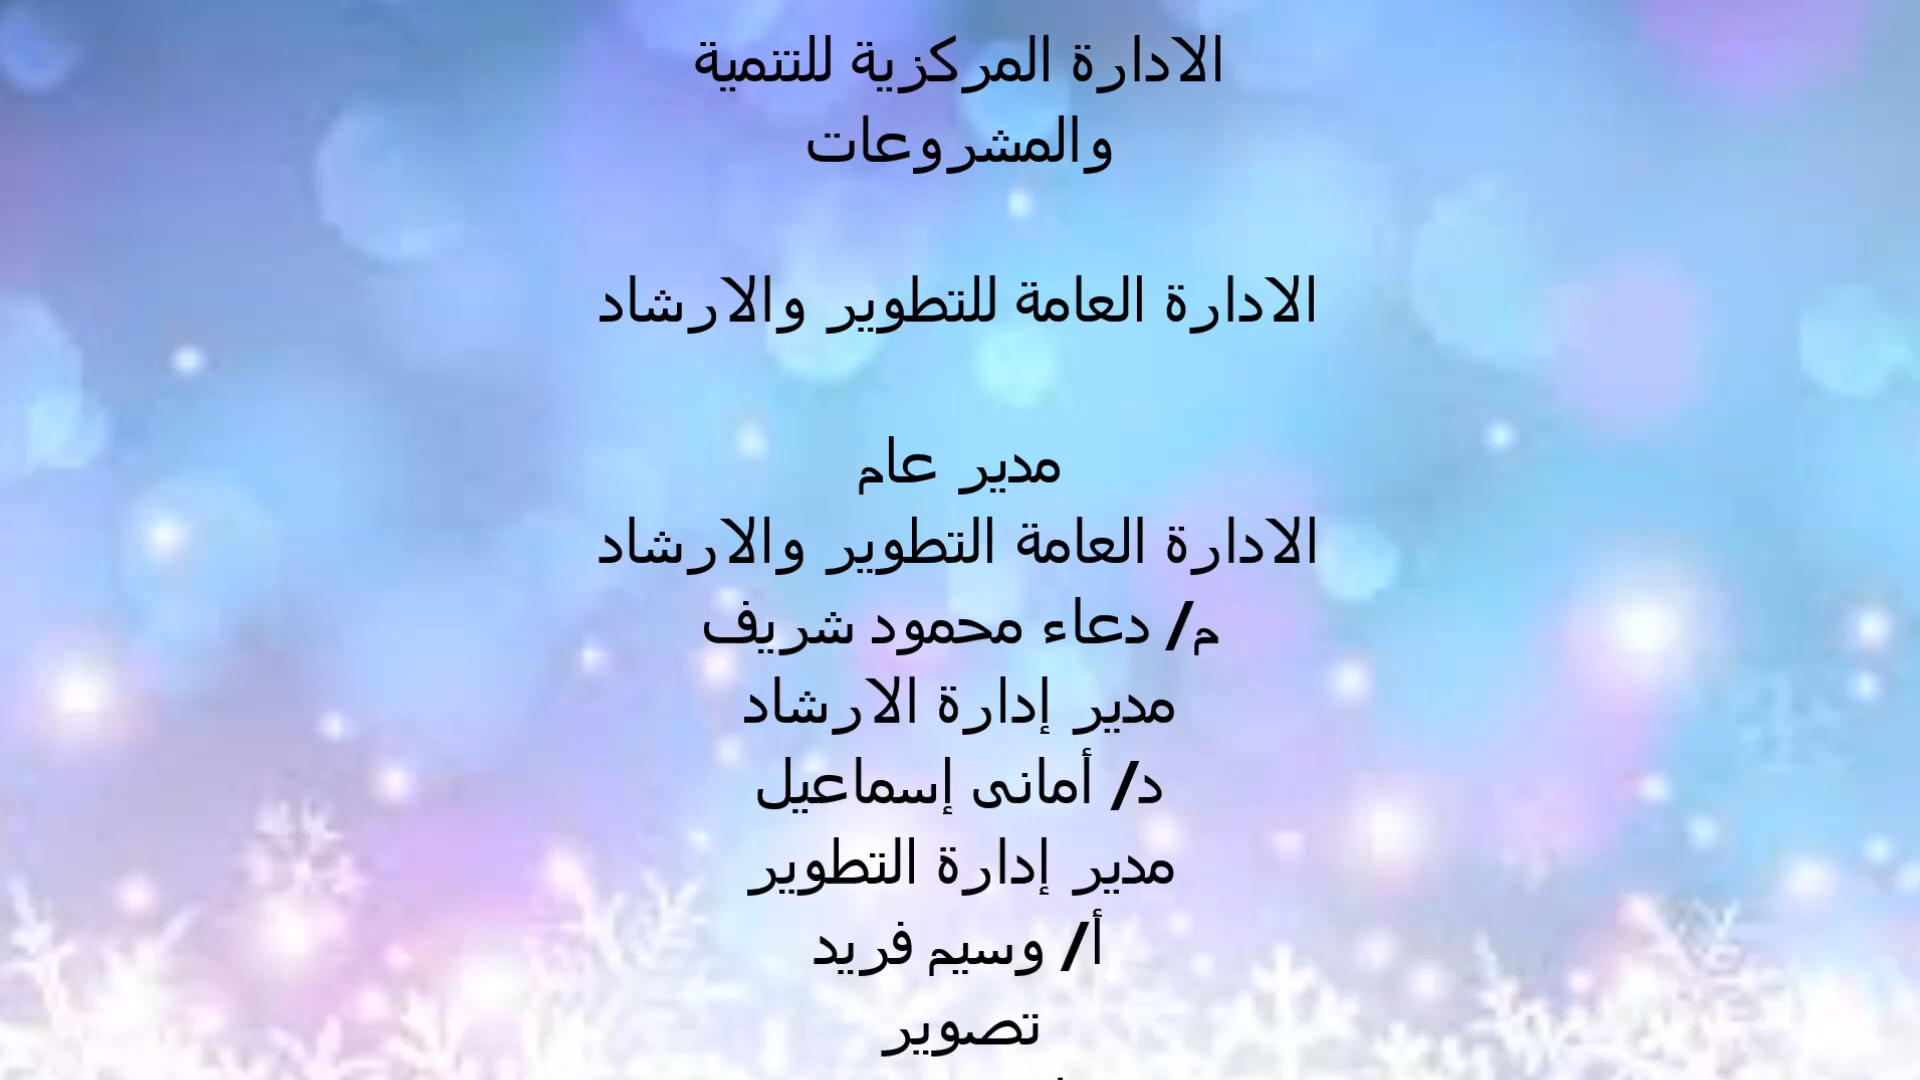 الادارة المركزية للتنمية
والمشروعات
الادارة العامة للتطوير والارشاد
مدير عام
الادارة العامة التطوير والارشاد
م/ دعاء محمود شريف
مدير إدارة الارشاد
د/ أمانى إسماعيل
مدير إدارة التطوير
أ/ وسيم فريد
تصوير